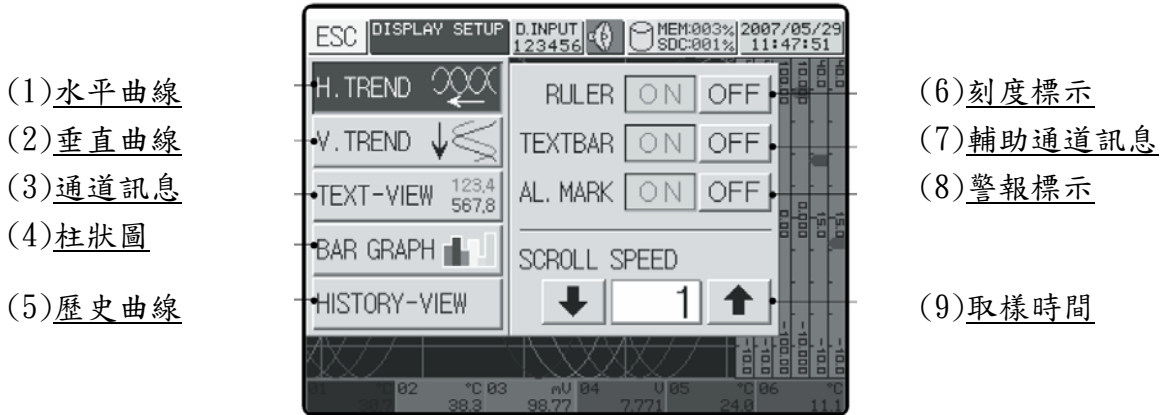 ESC DISPLAY SETUP D.INPUT 123456 MEM:003% SDC:001% 2007/05/29 11:47:51
(1)水平曲線
(2)垂直曲線
(3)通道訊息
(4)柱狀圖
(5)歷史曲線
H.TREND
V.TREND
TEXT-VIEW 123,4 567,8
BAR GRAPH
HISTORY-VIEW
RULER ON OFF
TEXTBAR ON OFF
AL. MARK ON OFF
SCROLL SPEED
1
(6)刻度標示
(7)輔助通道訊息
(8)警報標示
(9)取樣時間
01 °C 02 °C 03 mV 04 V 05 °C 06 °C
90.7 38.3 98.77 7.771 24.0 11.1